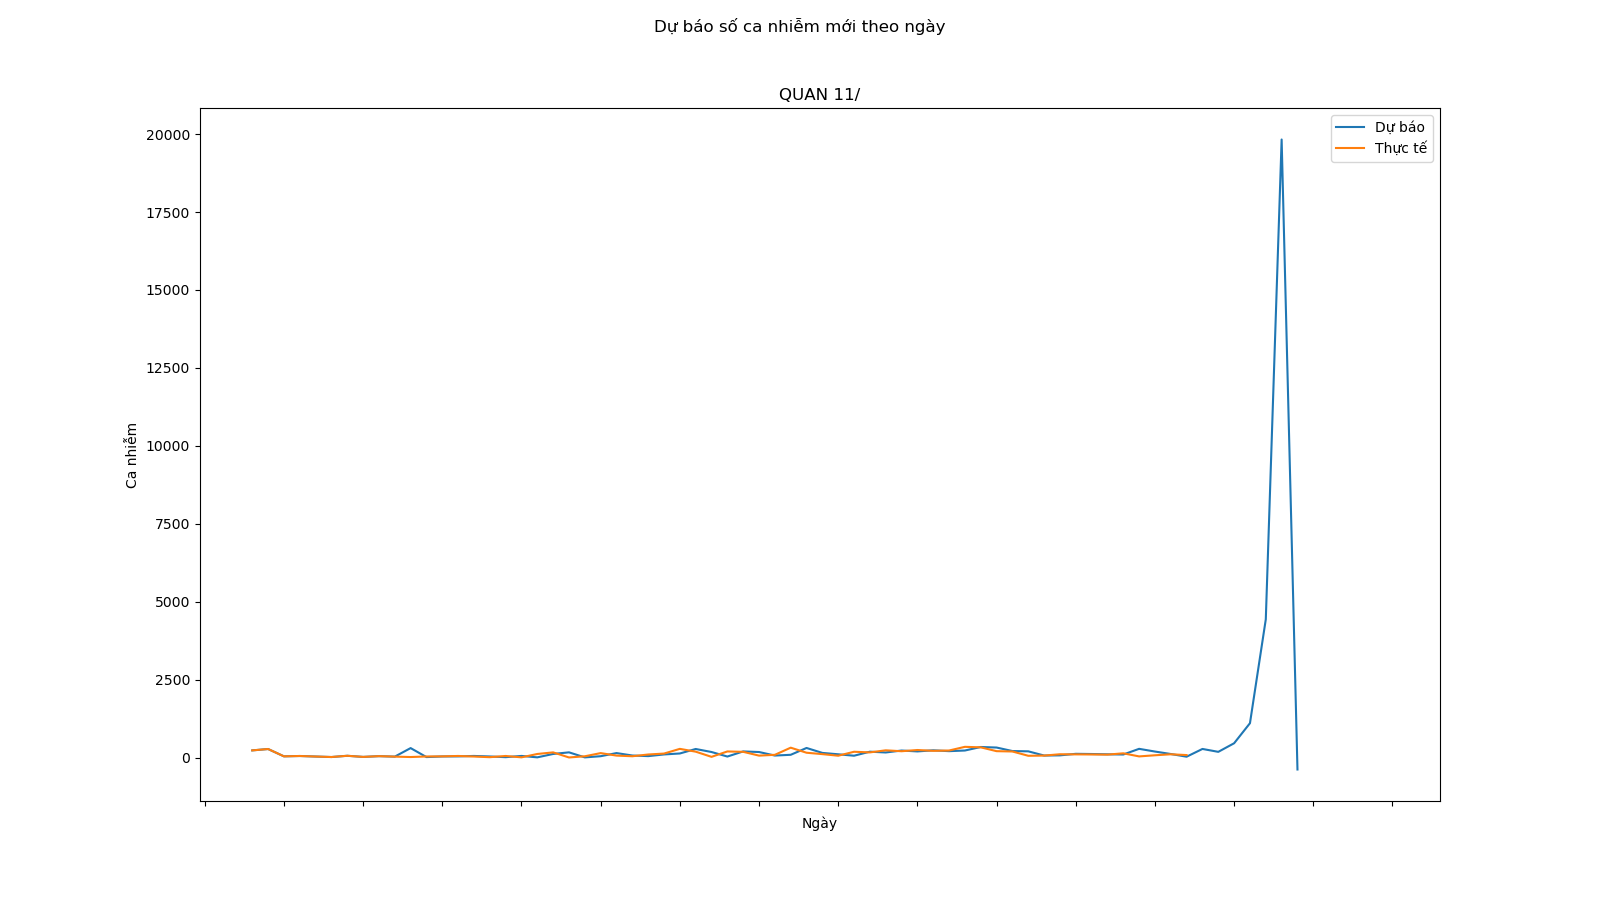 Dự báo số ca nhiễm mới theo ngày
QUAN 11/
Dự báo
Thực tế
20000
17500
15000
12500
10000
7500
5000
2500
0
Ca nhiễm
Ngày